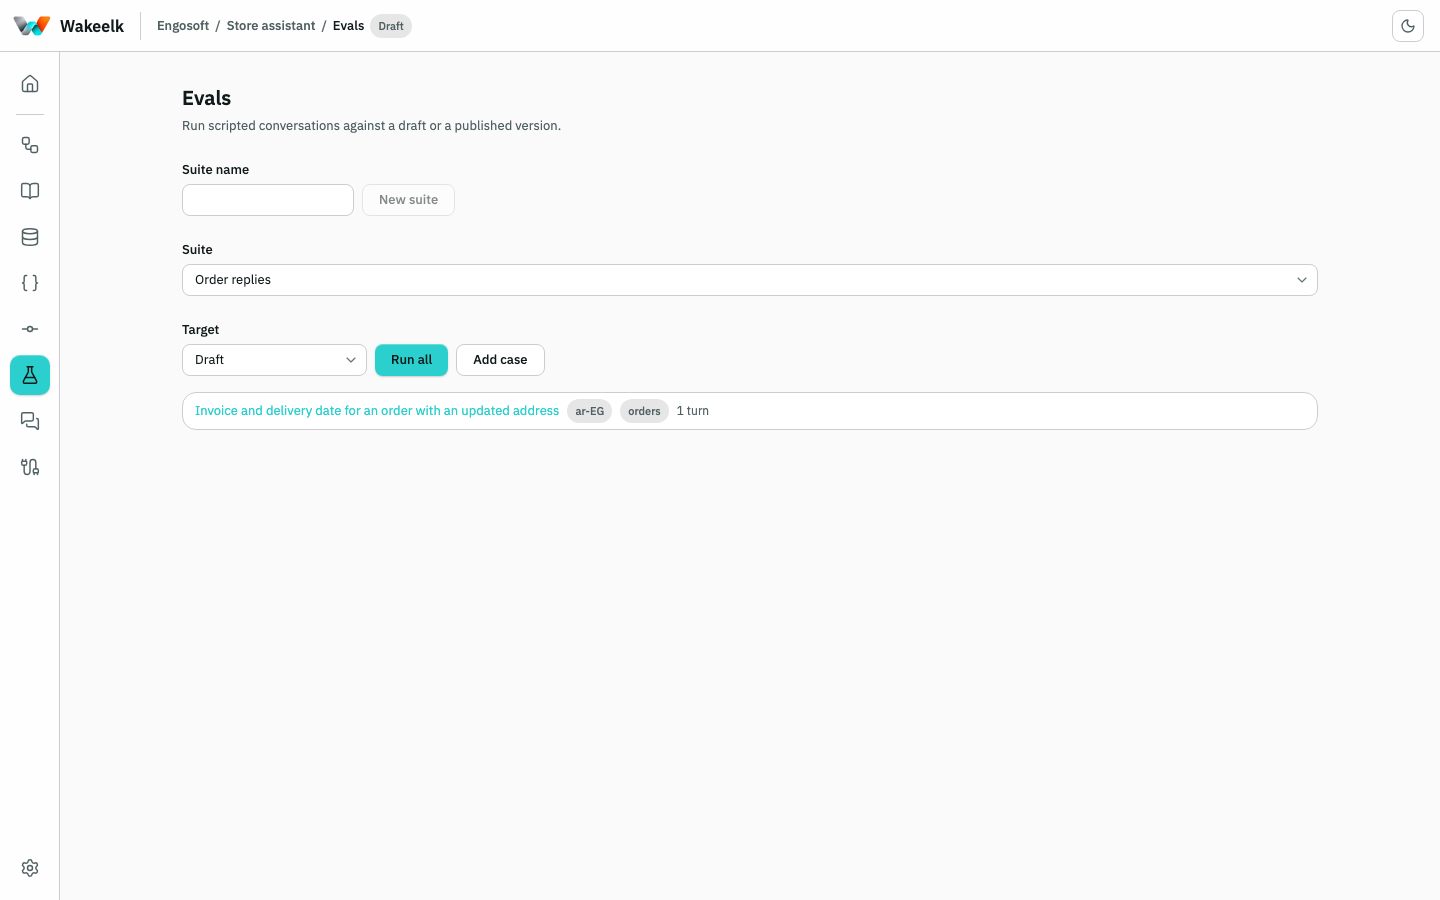 Wakeelk
Engosoft / Store assistant / Evals Draft
Evals
Run scripted conversations against a draft or a published version.
Suite name
New suite
Suite
Order replies
Target
Draft Run all Add case
Invoice and delivery date for an order with an updated address ar-EG orders 1 turn